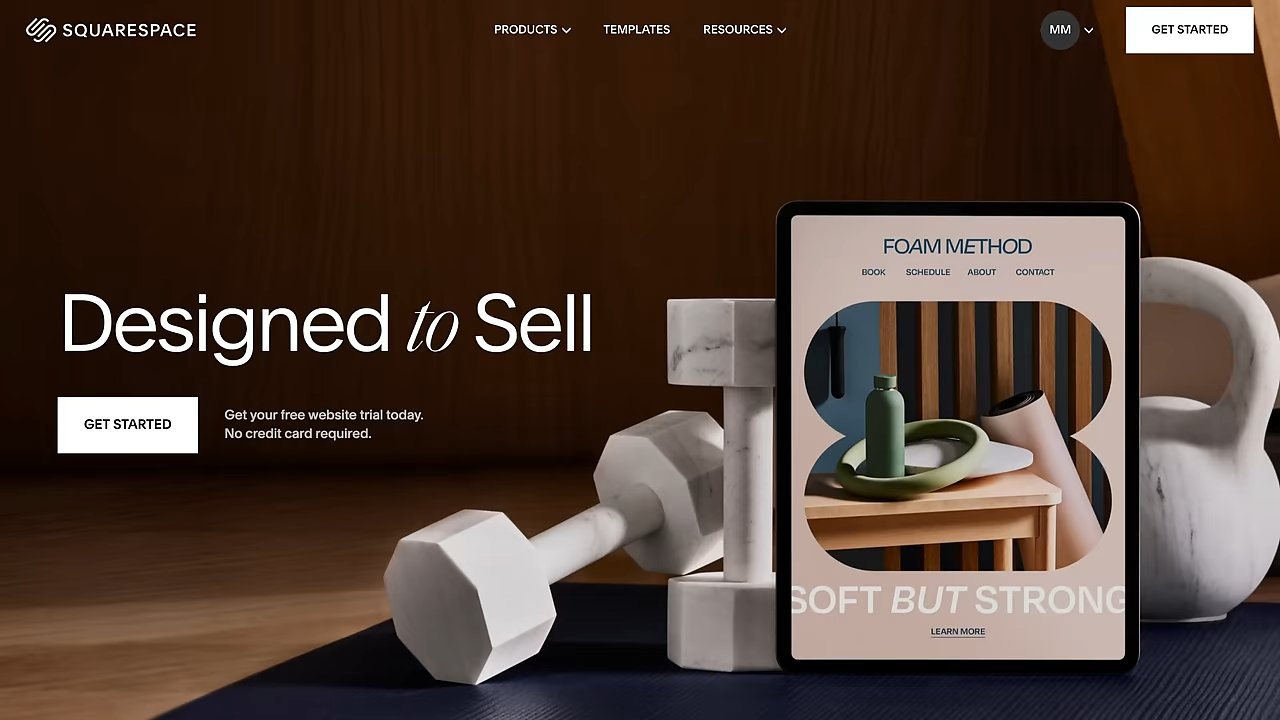 SQUARESPACE
PRODUCTS
TEMPLATES
RESOURCES
MM
GET STARTED
Designed to Sell
GET STARTED
Get your free website trial today.
No credit card required.
FOAM METHOD
BOOK SCHEDULE ABOUT CONTACT
SOFT BUT STRONG
LEARN MORE